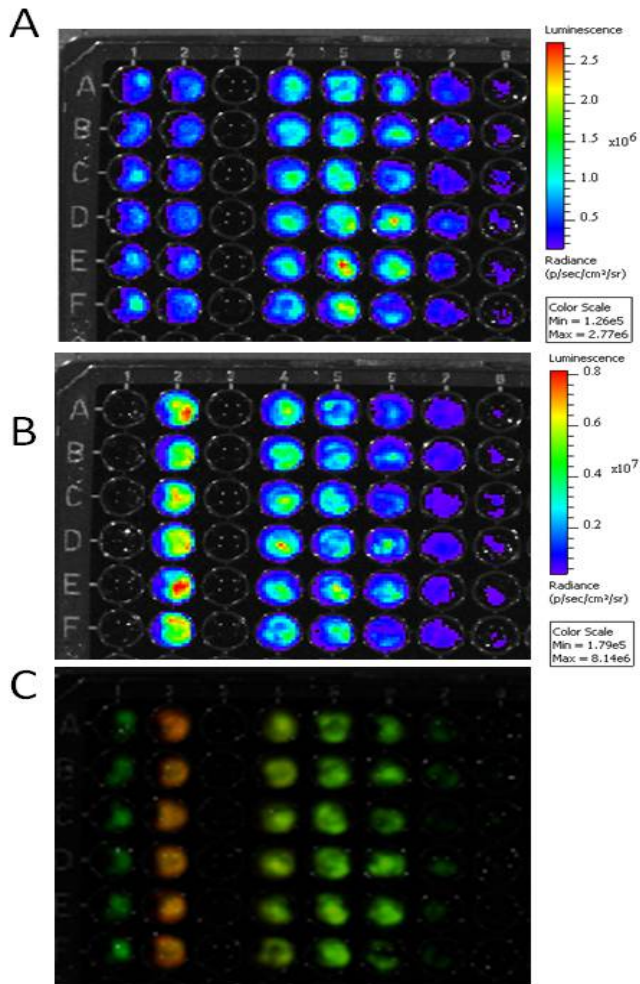 A
1 2 3 4 5 6 7 8
A
B
C
D
E
F
Luminescence
2.5
2.0
1.5
x10⁶
1.0
0.5
Radiance
(p/sec/cm²/sr)
Color Scale
Min = 1.26e5
Max = 2.77e6
B
1 2 3 4 5 6 7 8
A
B
C
D
E
F
Luminescence
0.8
0.6
x10⁷
0.4
0.2
Radiance
(p/sec/cm²/sr)
Color Scale
Min = 1.79e5
Max = 8.14e6
C
1 2 3
A
B
C
D
E